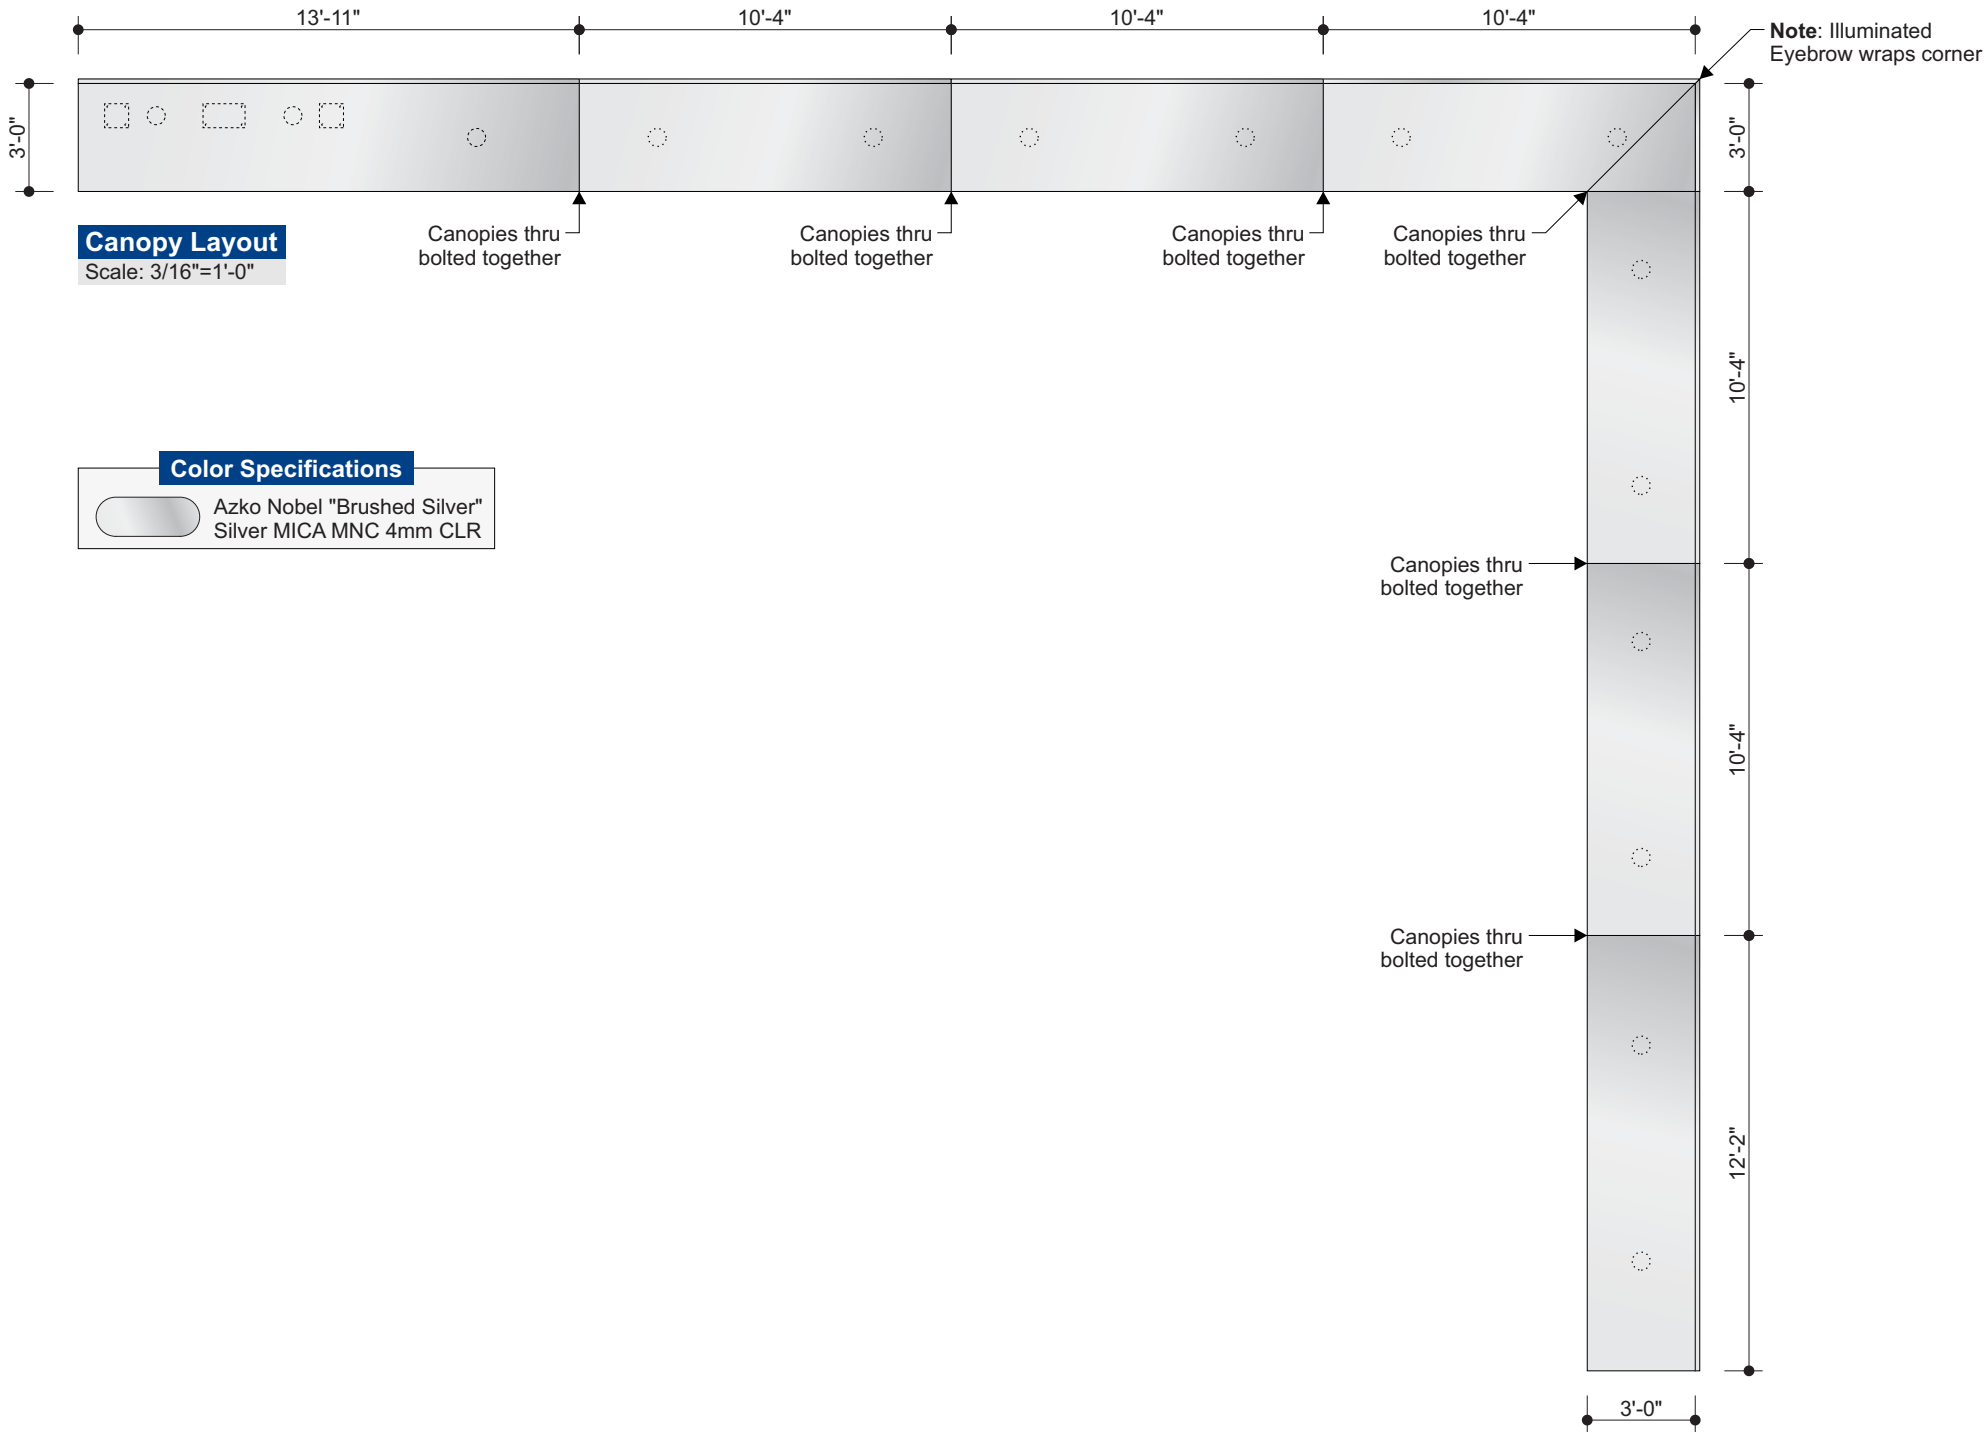 13'-11"
10'-4"
10'-4"
10'-4"
Note: Illuminated
Eyebrow wraps corner
3'-0"
3'-0"
Canopies thru
bolted together
Canopies thru
bolted together
Canopies thru
bolted together
Canopies thru
bolted together
Canopy Layout
Scale: 3/16"=1'-0"
10'-4"
Color Specifications
Azko Nobel "Brushed Silver"
Silver MICA MNC 4mm CLR
Canopies thru
bolted together
10'-4"
Canopies thru
bolted together
12'-2"
3'-0"